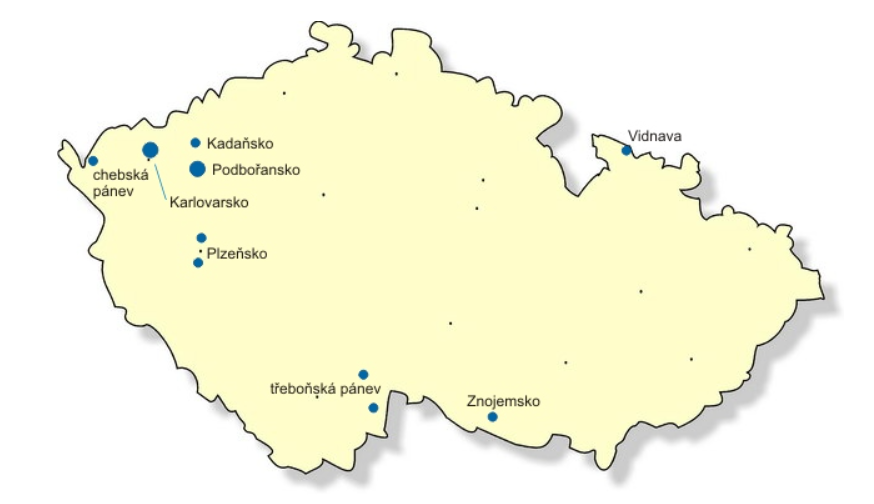 Vidnava
Kadaňsko
Podbořansko
chebská
pánev
Karlovarsko
Plzeňsko
třeboňská pánev
Znojemsko